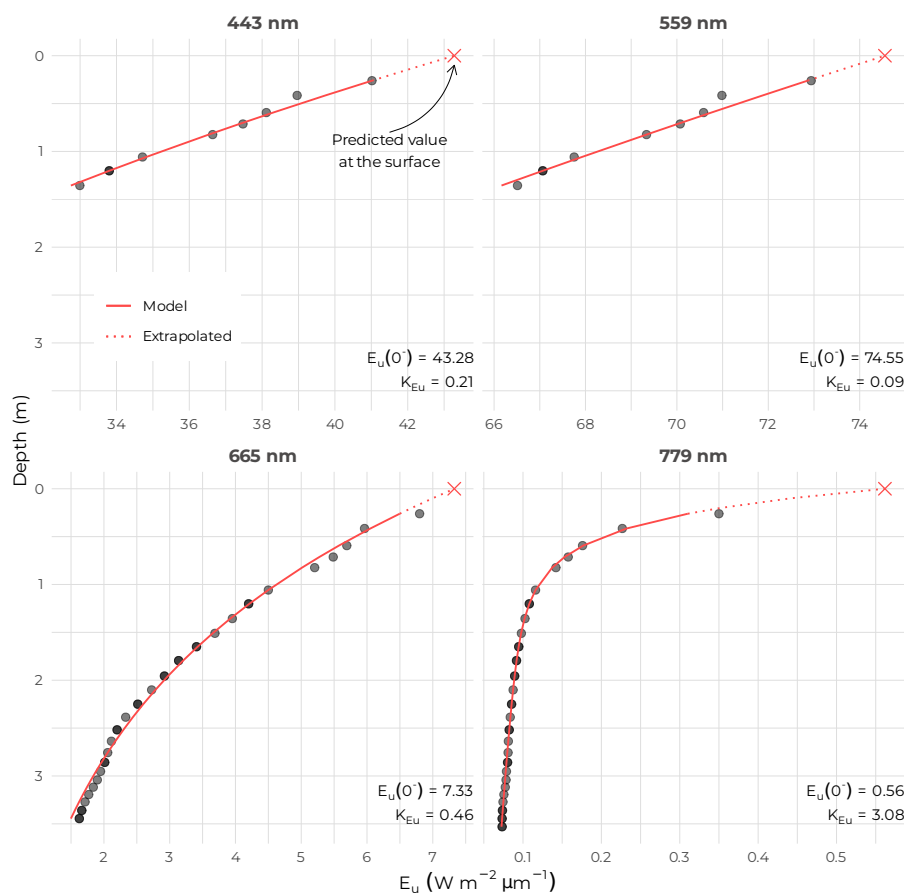 443 nm
559 nm
0
1
2
3
Predicted value
at the surface
Model
Extrapolated
Eᵤ(0⁻) = 43.28
K_Eu = 0.21
Eᵤ(0⁻) = 74.55
K_Eu = 0.09
34 36 38 40 42
66 68 70 72 74
Depth (m)
665 nm
779 nm
0
1
2
3
Eᵤ(0⁻) = 7.33
K_Eu = 0.46
Eᵤ(0⁻) = 0.56
K_Eu = 3.08
2 3 4 5 6 7
0.1 0.2 0.3 0.4 0.5
Eᵤ (W m⁻² µm⁻¹)